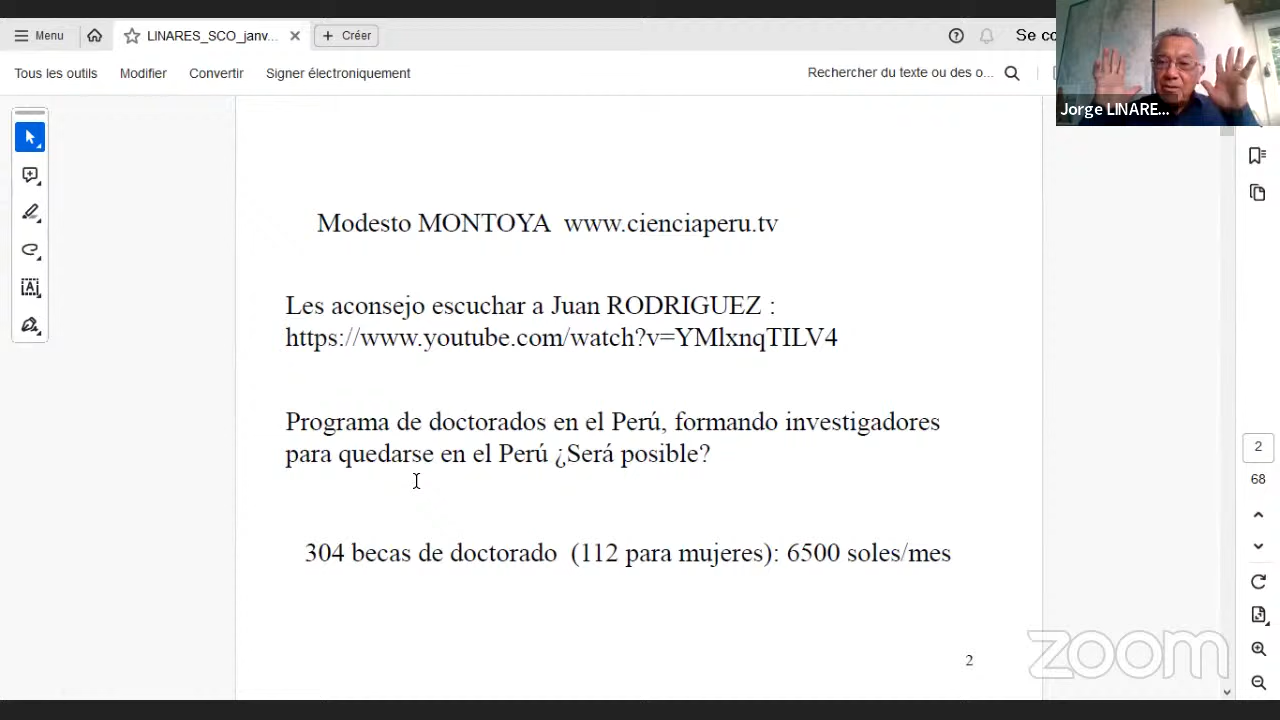 Menu
LINARES_SCO_janv...
Créer
Se co
Tous les outils
Modifier
Convertir
Signer électroniquement
Rechercher du texte ou des o...
Jorge LINARE...
Modesto MONTOYA www.cienciaperu.tv
Les aconsejo escuchar a Juan RODRIGUEZ :
https://www.youtube.com/watch?v=YMlxnqTILV4
Programa de doctorados en el Perú, formando investigadores
para quedarse en el Perú ¿Será posible?
304 becas de doctorado (112 para mujeres): 6500 soles/mes
2
2
68
zoom